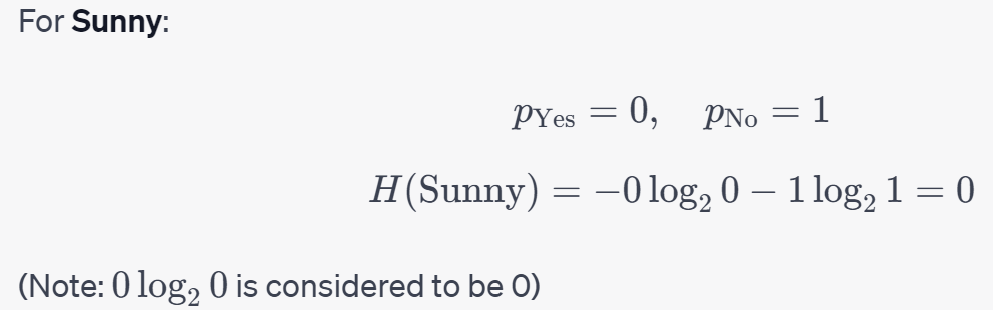 For Sunny:
p_Yes = 0, p_No = 1
H(Sunny) = −0 log₂ 0 − 1 log₂ 1 = 0
(Note: 0 log₂ 0 is considered to be 0)